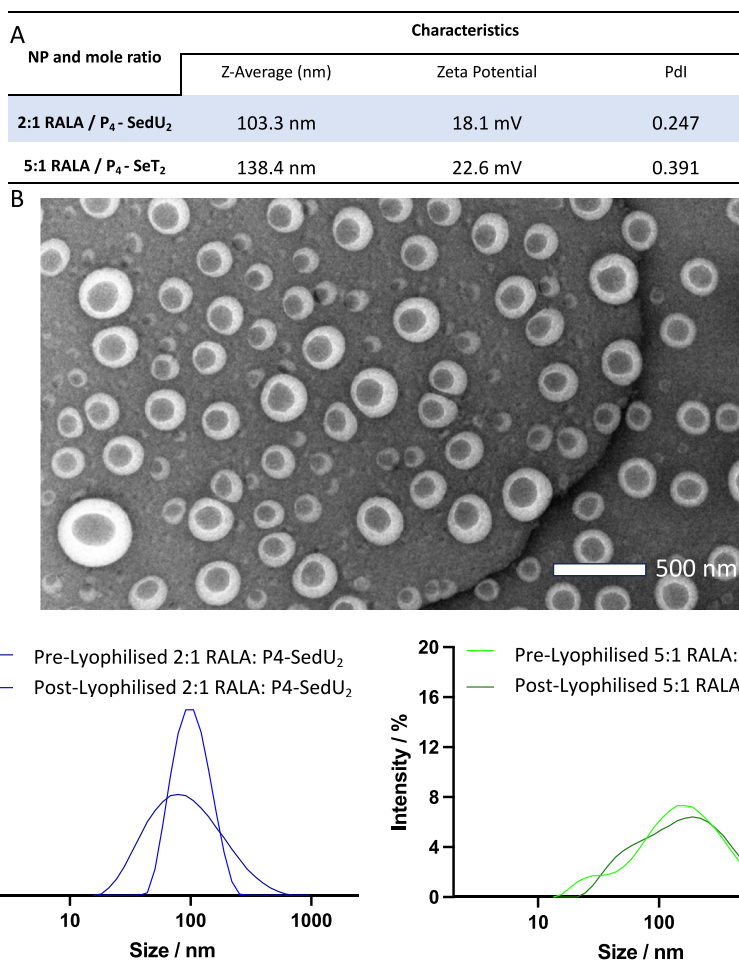 A
Characteristics
NP and mole ratio
Z-Average (nm) Zeta Potential PdI
2:1 RALA / P₄ - SedU₂ 103.3 nm 18.1 mV 0.247
5:1 RALA / P₄ - SeT₂ 138.4 nm 22.6 mV 0.391
B
500 nm
Pre-Lyophilised 2:1 RALA: P4-SedU₂
Post-Lyophilised 2:1 RALA: P4-SedU₂
10 100 1000
Size / nm
Pre-Lyophilised 5:1 RALA:
Post-Lyophilised 5:1 RALA
20
16
12
8
4
0
Intensity / %
10 100
Size / nm